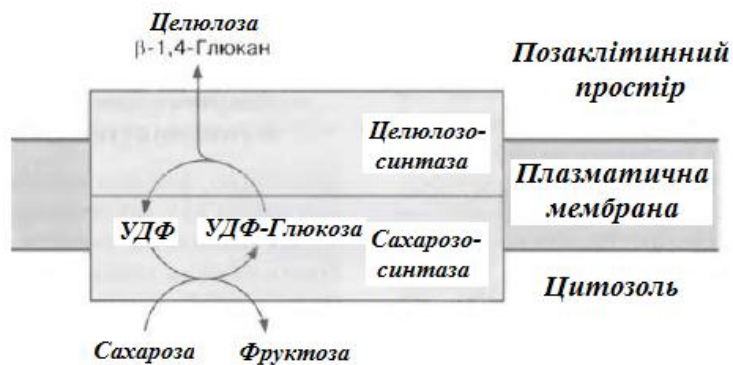 Целюлоза
β-1,4-Глюкан
Позаклітинний
простір
Целюлозо-
синтаза
Плазматична
мембрана
УДФ
УДФ-Глюкоза
Сахарозо-
синтаза
Цитозоль
Сахароза
Фруктоза